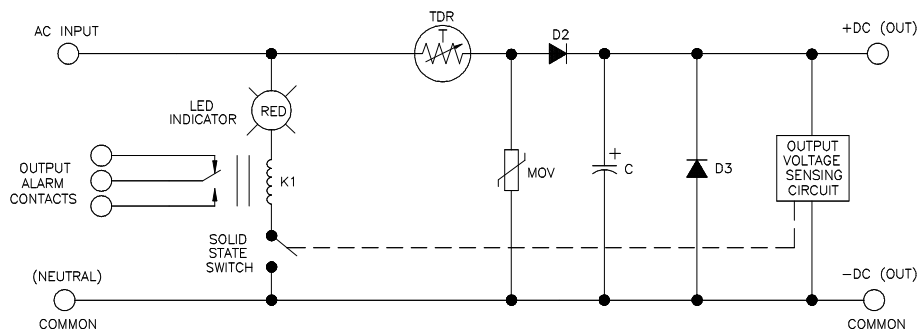 TDR
AC INPUT
T
D2
+DC (OUT)
LED
INDICATOR
RED
OUTPUT
ALARM
CONTACTS
K1
MOV
+
C
D3
OUTPUT
VOLTAGE
SENSING
CIRCUIT
SOLID
STATE
SWITCH
(NEUTRAL)
COMMON
−DC (OUT)
COMMON